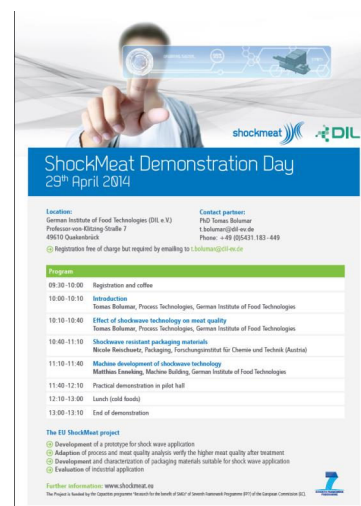 shockmeat
DIL
ShockMeat Demonstration Day
29th April 2014
Location:
German Institute of Food Technologies (DIL e.V.)
Professor-von-Klitzing-Straße 7
49610 Quakenbrück
Contact partner:
PhD Tomas Bolumar
t.bolumar@dil-ev.de
Phone: +49 (0)5431.183-449
Registration free of charge but required by emailing to t.bolumar@dil-ev.de
Program
09:30-10:00 Registration and coffee
10:00-10:10 Introduction
Tomas Bolumar, Process Technologies, German Institute of Food Technologies
10:10-10:40 Effect of shockwave technology on meat quality
Tomas Bolumar, Process Technologies, German Institute of Food Technologies
10:40-11:10 Shockwave resistant packaging materials
Nicole Reischuetz, Packaging, Forschungsinstitut für Chemie und Technik (Austria)
11:10-11:40 Machine development of shockwave technology
Matthias Enneking, Machine Building, German Institute of Food Technologies
11:40-12:10 Practical demonstration in pilot hall
12:10-13:00 Lunch (cold foods)
13:00-13:10 End of demonstration
The EU ShockMeat project
Development of a prototype for shock wave application
Adaption of process and meat quality analysis verify the higher meat quality after treatment
Development and characterization of packaging materials suitable for shock wave application
Evaluation of industrial application
Further information: www.shockmeat.eu
The Project is funded by the Capacities programme "Research for the benefit of SMEs" of Seventh Framework Programme (FP7) of the European Commission (EC).